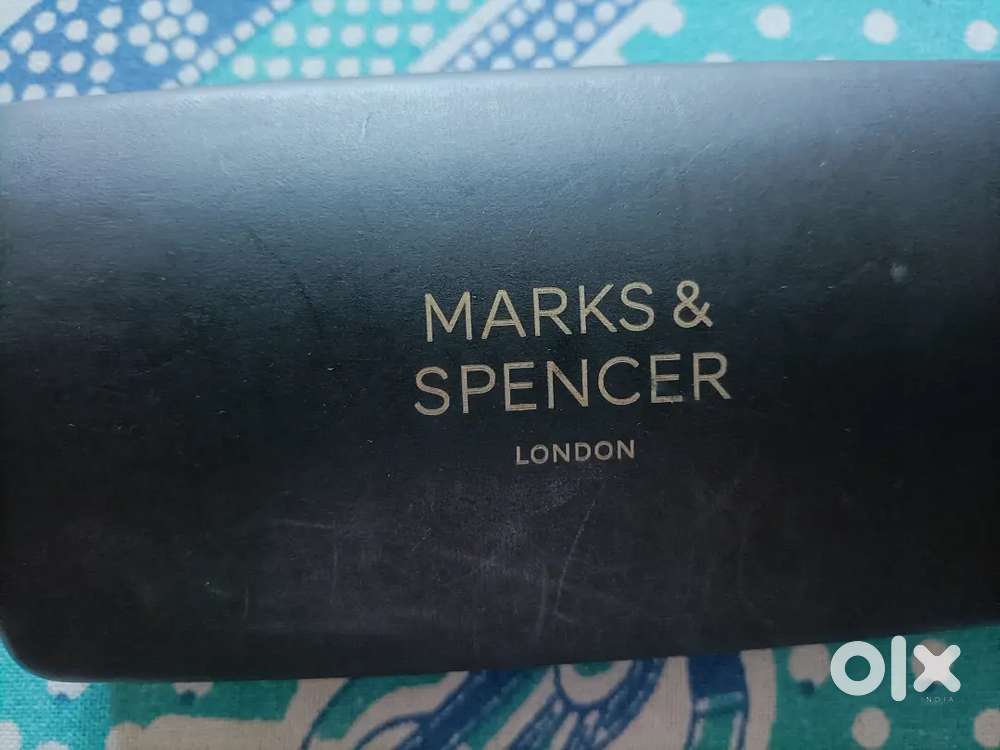 MARKS &
SPENCER
LONDON
olx
INDIA